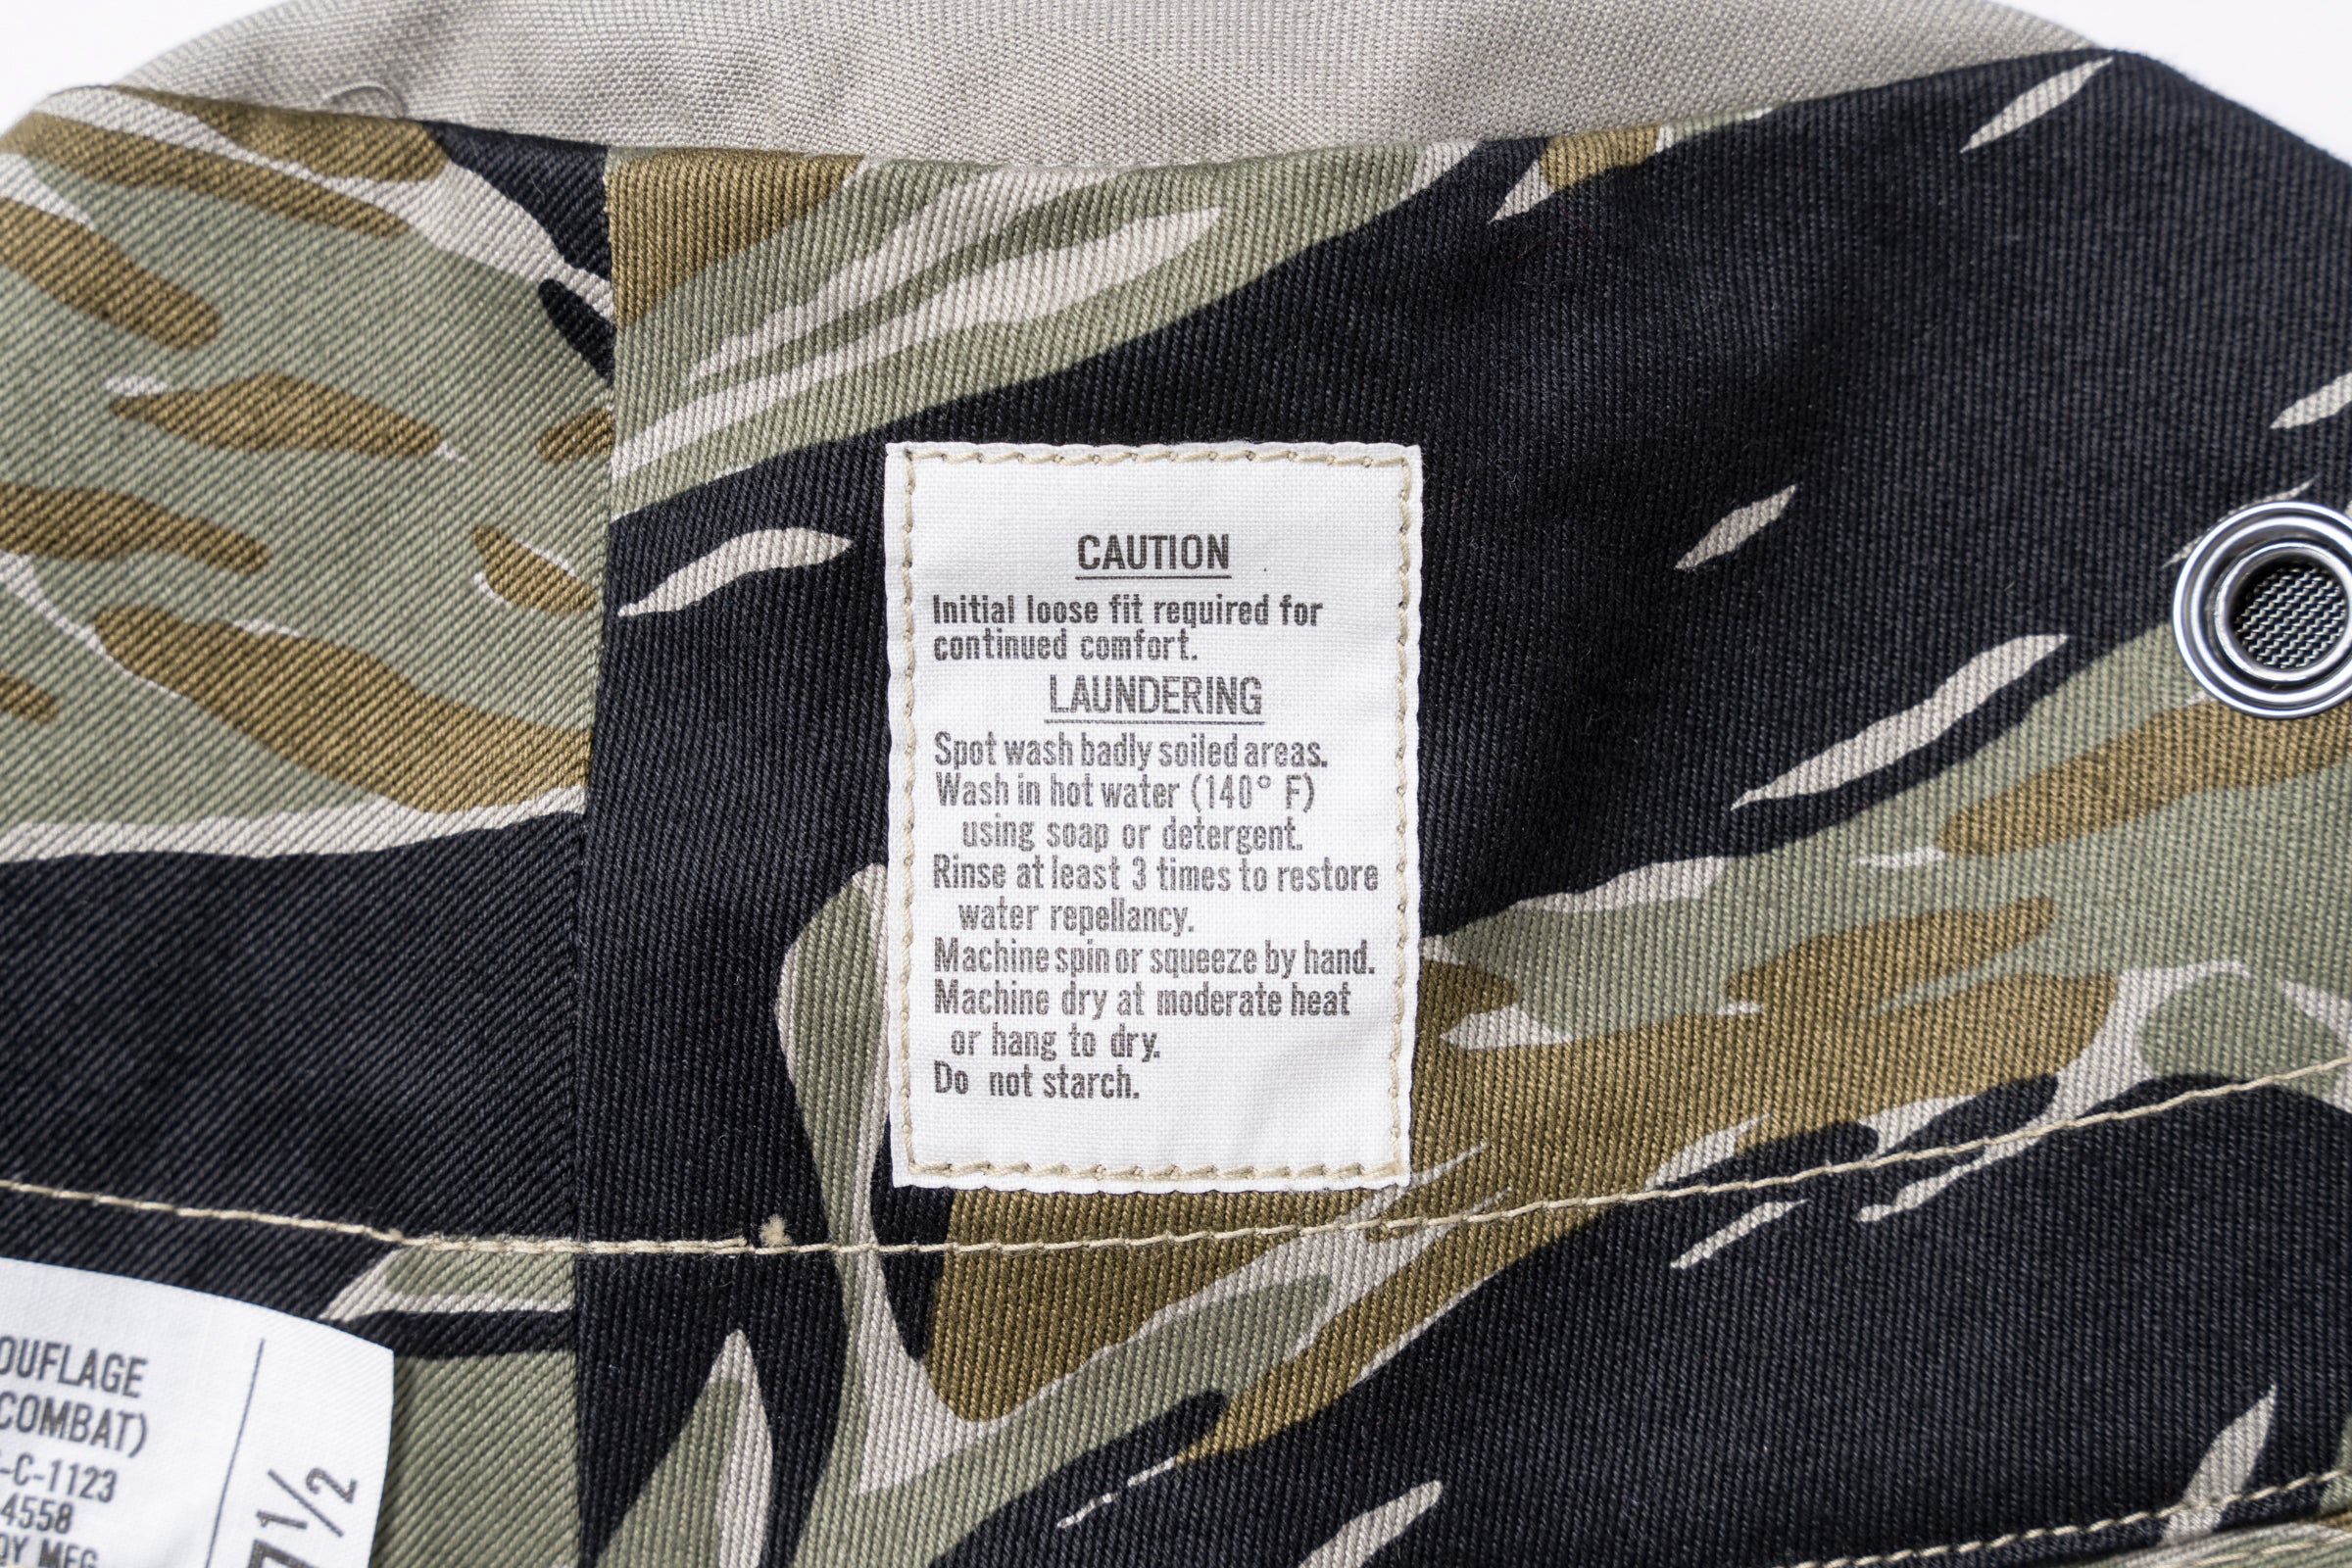 CAUTION
Initial loose fit required for
continued comfort.
LAUNDERING
Spot wash badly soiled areas.
Wash in hot water (140° F)
using soap or detergent.
Rinse at least 3 times to restore
water repellancy.
Machine spin or squeeze by hand.
Machine dry at moderate heat
or hang to dry.
Do not starch.
OUFLAGE
COMBAT)
-C-1123
4558
MFG
7 1/2